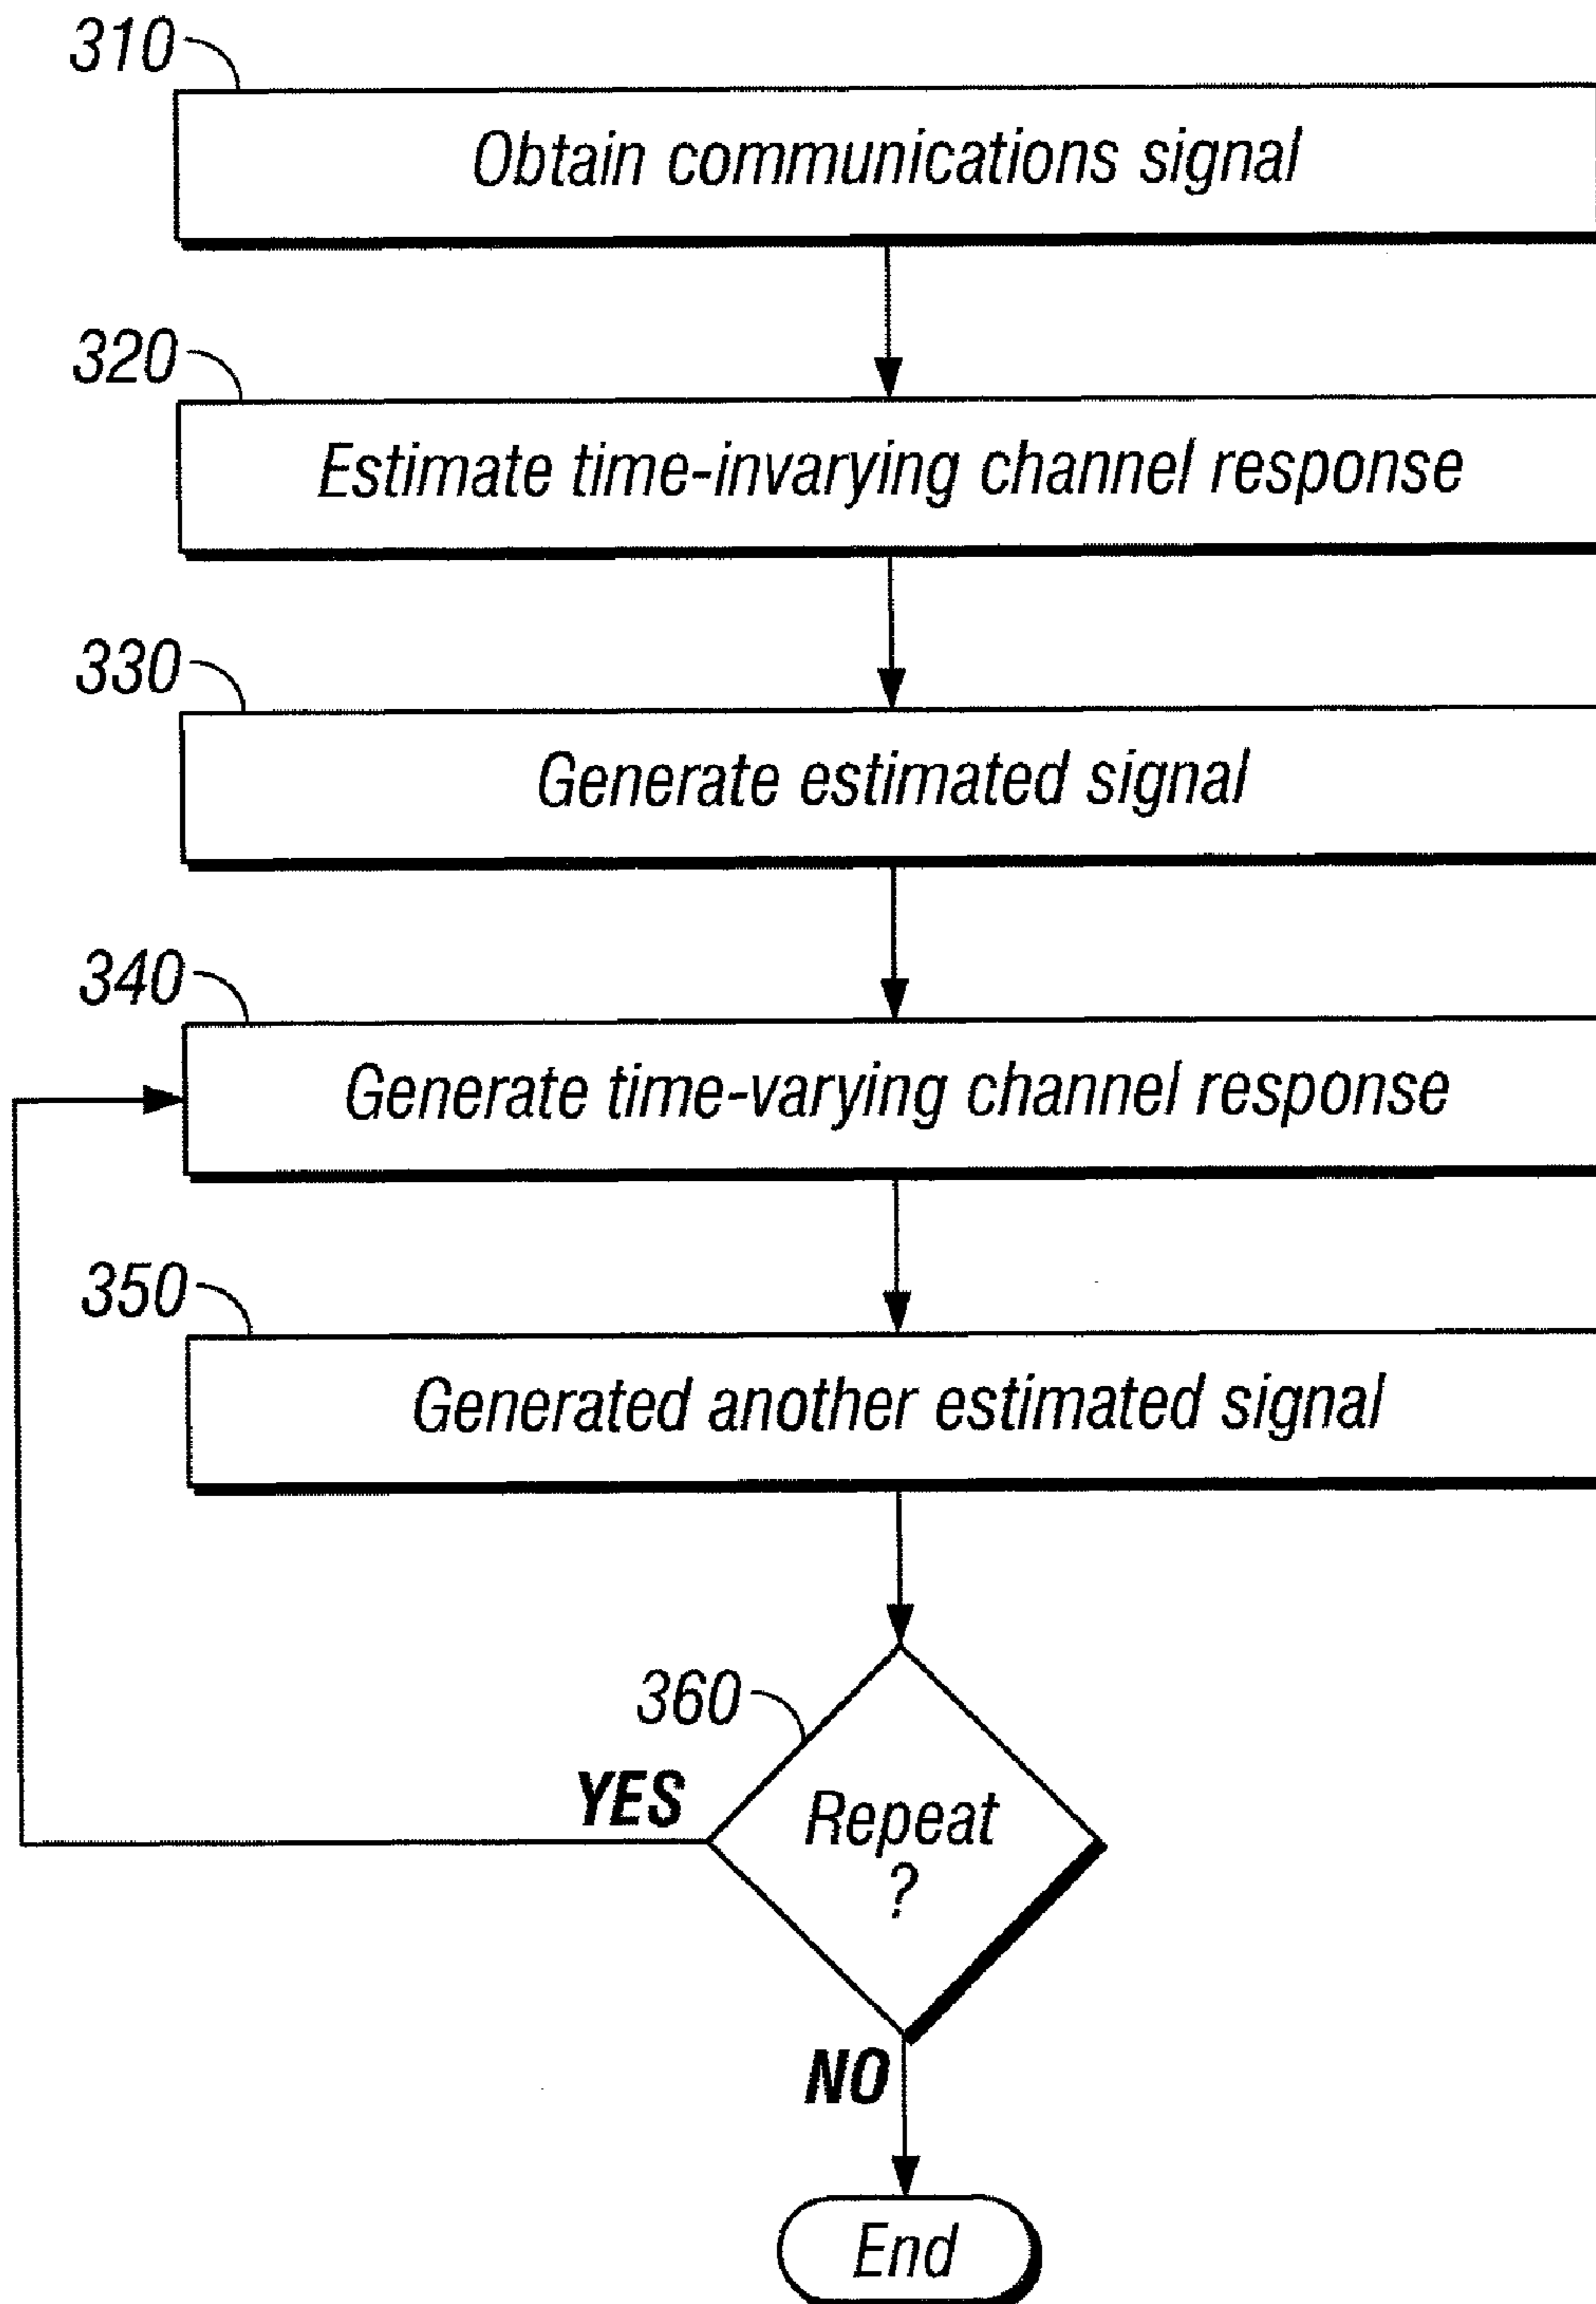 310
Obtain communications signal
320
Estimate time-invarying channel response
330
Generate estimated signal
340
Generate time-varying channel response
350
Generated another estimated signal
360
YES
Repeat
?
NO
End